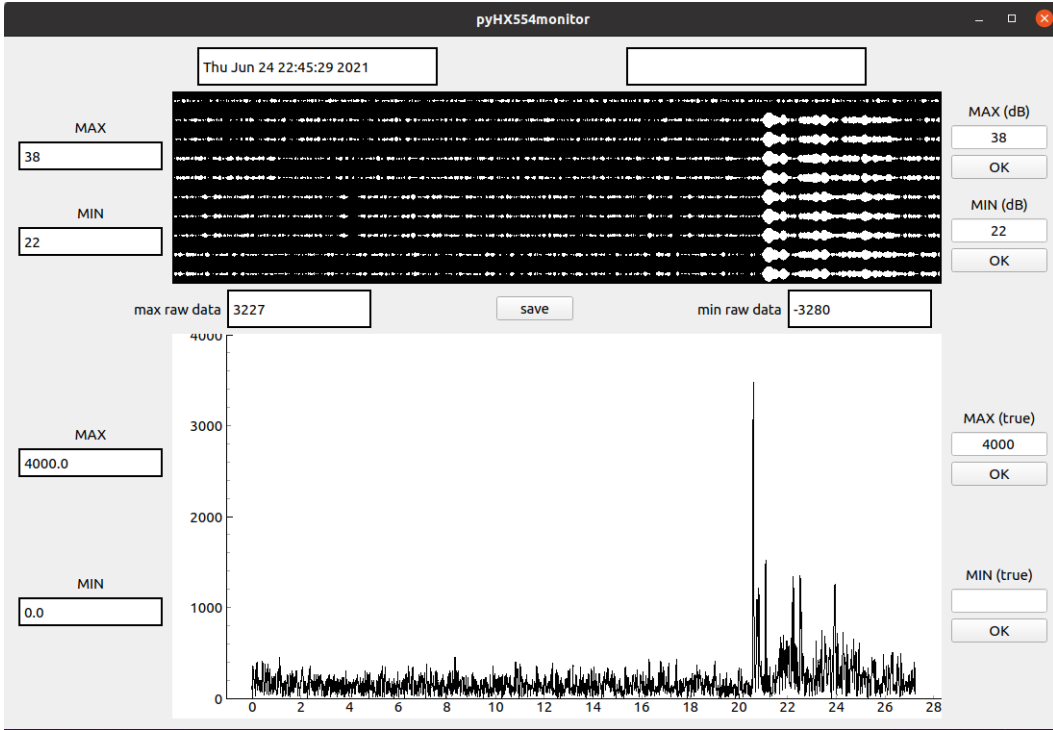 pyHX554monitor
Thu Jun 24 22:45:29 2021
MAX
38
MIN
22
MAX (dB)
38
OK
MIN (dB)
22
OK
max raw data 3227
save
min raw data -3280
MAX
4000.0
MIN
0.0
4000
3000
2000
1000
0
0 2 4 6 8 10 12 14 16 18 20 22 24 26 28
MAX (true)
4000
OK
MIN (true)
OK